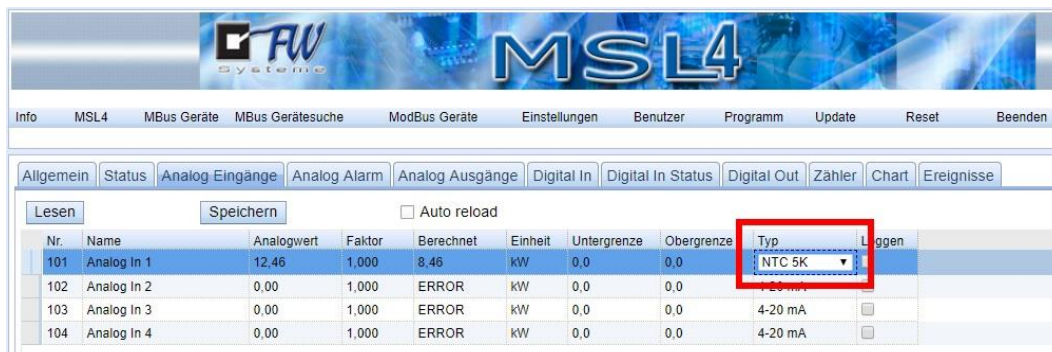 FW
Systeme
MSL4
Info MSL4 MBus Geräte MBus Gerätesuche ModBus Geräte Einstellungen Benutzer Programm Update Reset Beenden
Allgemein Status Analog Eingänge Analog Alarm Analog Ausgänge Digital In Digital In Status Digital Out Zähler Chart Ereignisse
Lesen Speichern Auto reload
Nr. Name Analogwert Faktor Berechnet Einheit Untergrenze Obergrenze Typ Loggen
101 Analog In 1 12,46 1,000 8,46 kW 0,0 0,0 NTC 5K
102 Analog In 2 0,00 1,000 ERROR kW 0,0 0,0 4-20 mA
103 Analog In 3 0,00 1,000 ERROR kW 0,0 0,0 4-20 mA
104 Analog In 4 0,00 1,000 ERROR kW 0,0 0,0 4-20 mA